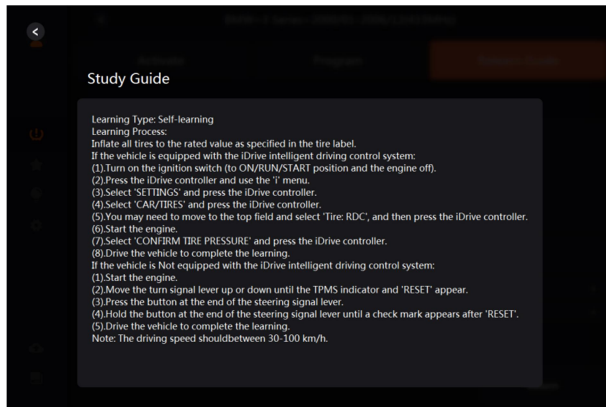 Study Guide
Learning Type: Self-learning
Learning Process:
Inflate all tires to the rated value as specified in the tire label.
If the vehicle is equipped with the iDrive intelligent driving control system:
(1).Turn on the ignition switch (to ON/RUN/START position and the engine off).
(2).Press the iDrive controller and use the 'i' menu.
(3).Select 'SETTINGS' and press the iDrive controller.
(4).Select 'CAR/TIRES' and press the iDrive controller.
(5).You may need to move to the top field and select 'Tire: RDC', and then press the iDrive controller.
(6).Start the engine.
(7).Select 'CONFIRM TIRE PRESSURE' and press the iDrive controller.
(8).Drive the vehicle to complete the learning.
If the vehicle is Not equipped with the iDrive intelligent driving control system:
(1).Start the engine.
(2).Move the turn signal lever up or down until the TPMS indicator and 'RESET' appear.
(3).Press the button at the end of the steering signal lever.
(4).Hold the button at the end of the steering signal lever until a check mark appears after 'RESET'.
(5).Drive the vehicle to complete the learning.
Note: The driving speed shouldbetween 30-100 km/h.